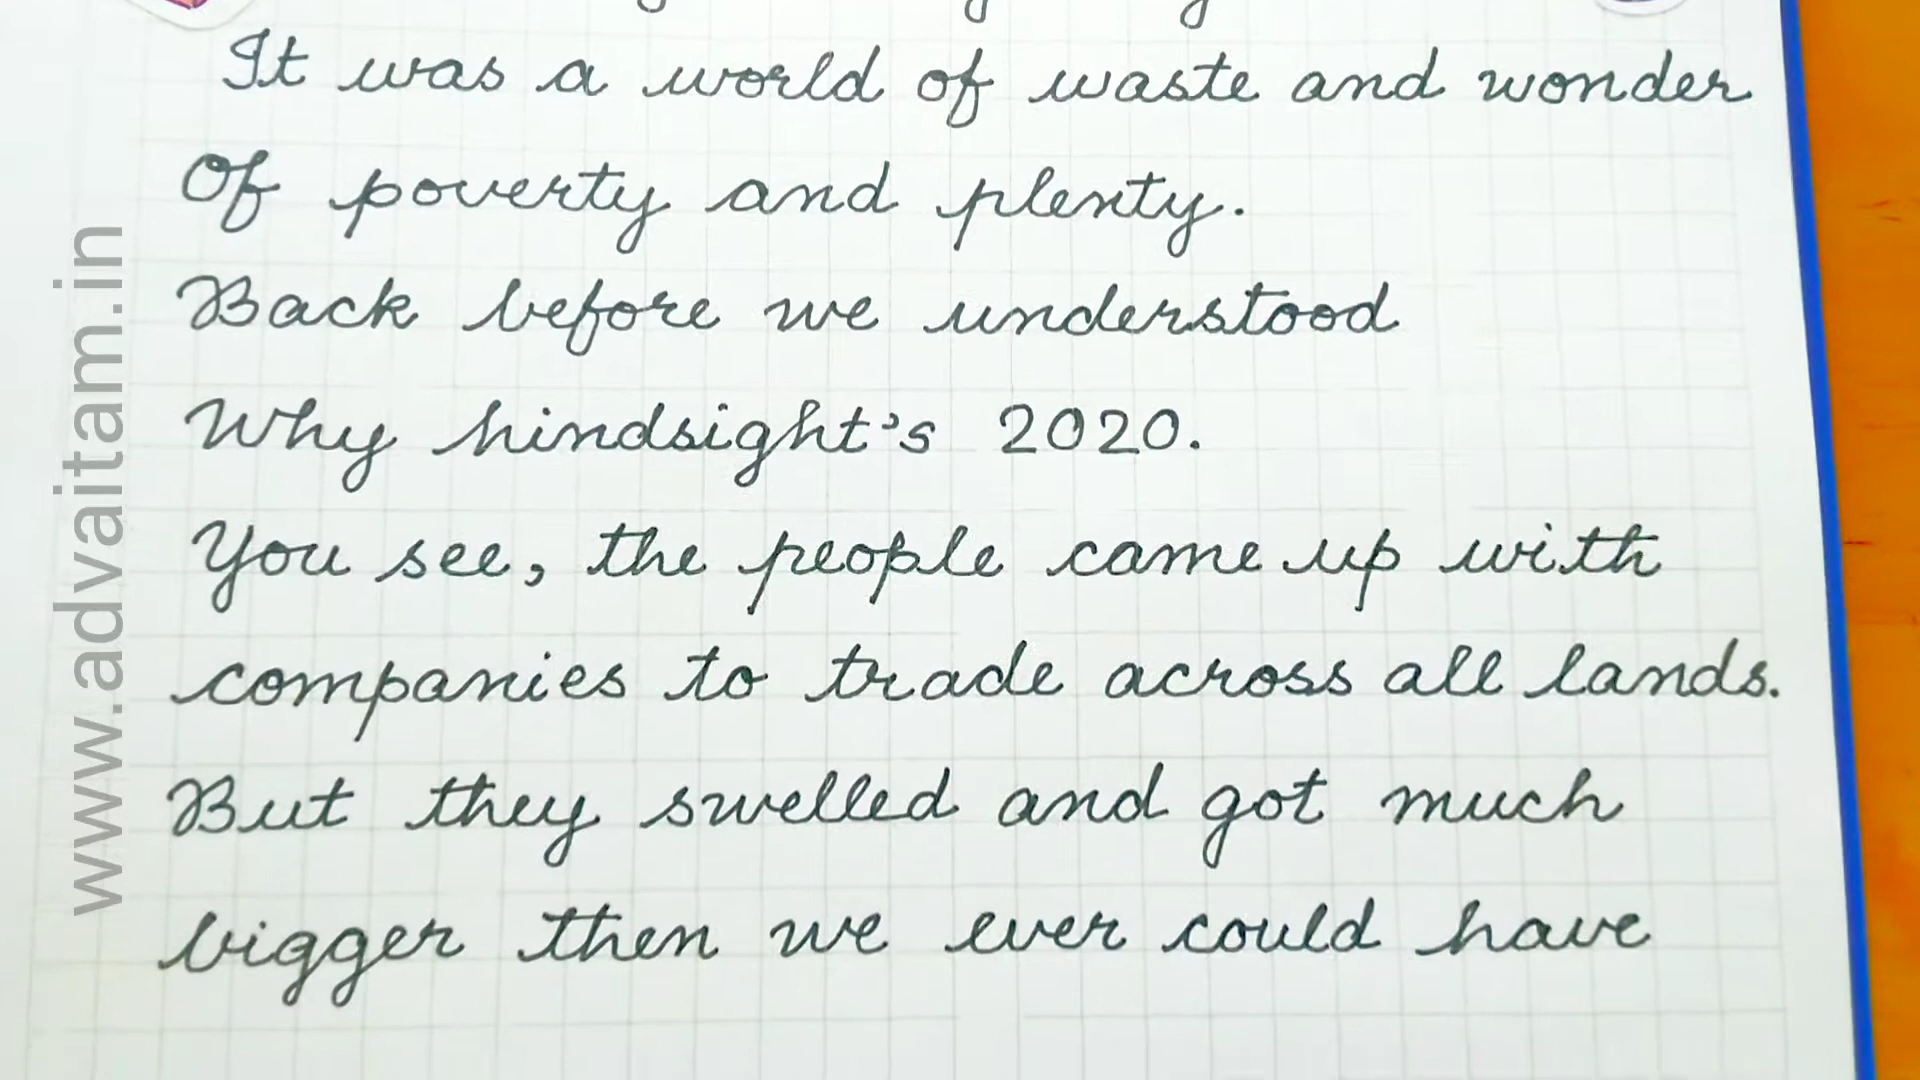 It was a world of waste and wonder
Of poverty and plenty.
Back before we understood
Why hindsight's 2020.
You see, the people came up with
companies to trade across all lands.
But they swelled and got much
bigger then we ever could have
www.advaitam.in